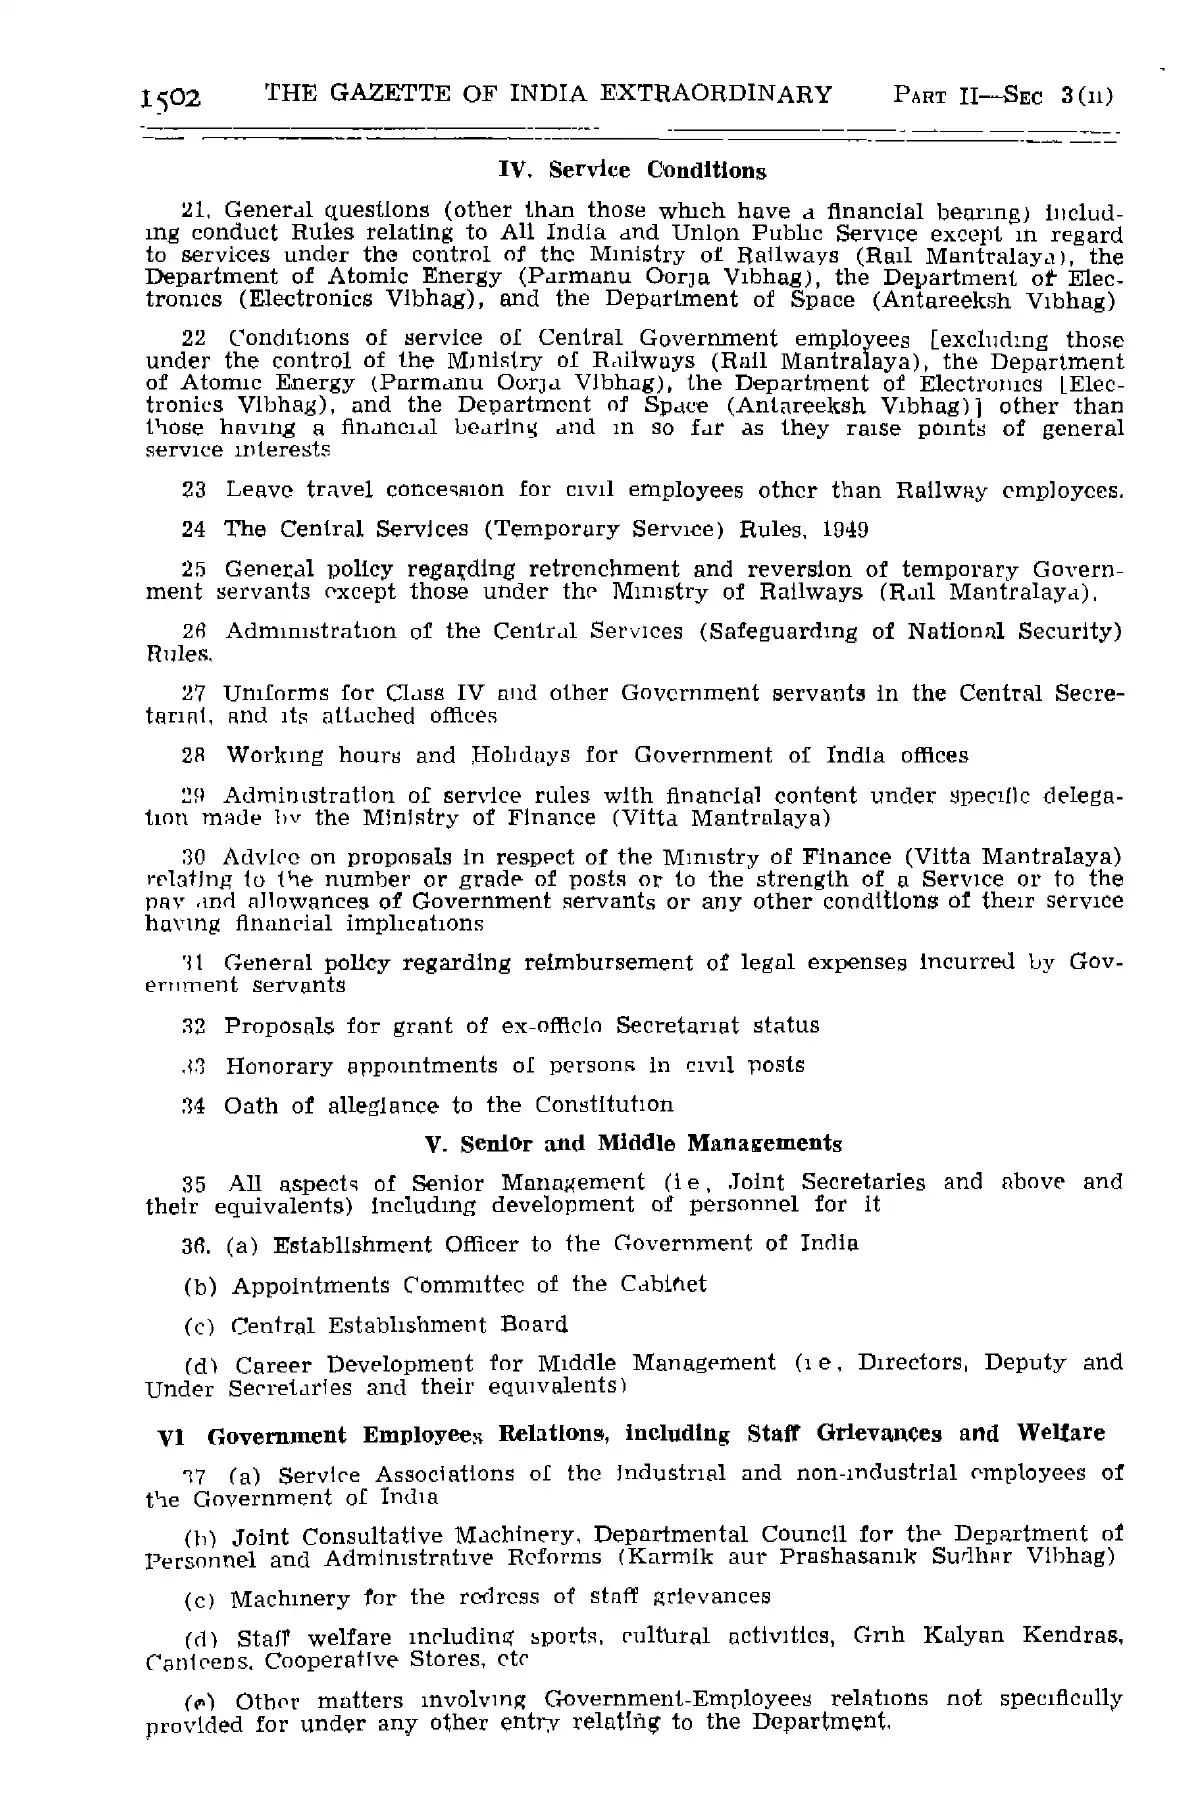 1502 THE GAZETTE OF INDIA EXTRAORDINARY PART II—SEC 3(ii)
IV. Service Conditions
21. General questions (other than those which have a financial bearing) includ-
ing conduct Rules relating to All India and Union Public Service except in regard
to services under the control of the Ministry of Railways (Rail Mantralaya), the
Department of Atomic Energy (Parmanu Oorja Vibhag), the Department of Elec-
tronics (Electronics Vibhag), and the Department of Space (Antareeksh Vibhag)
22 Conditions of service of Central Government employees [excluding those
under the control of the Ministry of Railways (Rail Mantralaya), the Department
of Atomic Energy (Parmanu Oorja Vibhag), the Department of Electronics [Elec-
tronics Vibhag), and the Department of Space (Antareeksh Vibhag)] other than
those having a financial bearing and in so far as they raise points of general
service interests
23 Leave travel concession for civil employees other than Railway employees.
24 The Central Services (Temporary Service) Rules, 1949
25 General policy regarding retrenchment and reversion of temporary Govern-
ment servants except those under the Ministry of Railways (Rail Mantralaya).
26 Administration of the Central Services (Safeguarding of National Security)
Rules.
27 Uniforms for Class IV and other Government servants in the Central Secre-
tariat, and its attached offices
28 Working hours and Holidays for Government of India offices
29 Administration of service rules with financial content under specific delega-
tion made by the Ministry of Finance (Vitta Mantralaya)
30 Advice on proposals in respect of the Ministry of Finance (Vitta Mantralaya)
relating to the number or grade of posts or to the strength of a Service or to the
pay and allowances of Government servants or any other conditions of their service
having financial implications
31 General policy regarding reimbursement of legal expenses incurred by Gov-
ernment servants
32 Proposals for grant of ex-officio Secretariat status
33 Honorary appointments of persons in civil posts
34 Oath of allegiance to the Constitution
V. Senior and Middle Managements
35 All aspects of Senior Management (i e, Joint Secretaries and above and
their equivalents) including development of personnel for it
36. (a) Establishment Officer to the Government of India
(b) Appointments Committee of the Cabinet
(c) Central Establishment Board
(d) Career Development for Middle Management (i e, Directors, Deputy and
Under Secretaries and their equivalents)
VI Government Employees Relations, including Staff Grievances and Welfare
37 (a) Service Associations of the industrial and non-industrial employees of
the Government of India
(b) Joint Consultative Machinery, Departmental Council for the Department of
Personnel and Administrative Reforms (Karmik aur Prashasanik Sudhar Vibhag)
(c) Machinery for the redress of staff grievances
(d) Staff welfare including sports, cultural activities, Grih Kalyan Kendras,
Canteens, Cooperative Stores, etc
(e) Other matters involving Government-Employees relations not specifically
provided for under any other entry relating to the Department.